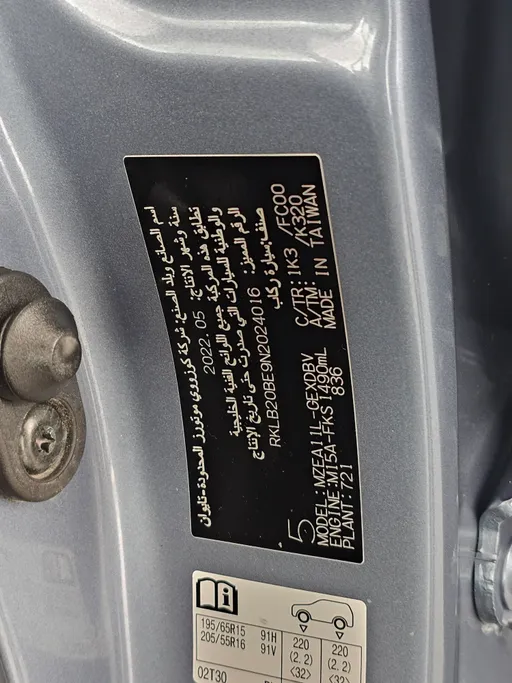 اسم الصانع وبلد الصنع: شركة كوزووي موتورز المحدودة-تايوان
سنة وشهر الإنتاج: 2022.05
تطابق هذه المركبة جميع اللوائح الفنية الخليجية
والوطنية للسيارات التي صدرت حتى تاريخ الإنتاج
الرقم المميز: RKLB20BE9N2024016
صنف:سيارة ركاب
5
MODEL: MZEA11L-GEXDBV C/TR: 1K3 /FC00
ENGINE:M15A-FKS 1490mL A/TM: /K320
PLANT:721 836 MADE IN TAIWAN
195/65R15 91H 220 220
205/55R16 91V (2.2) (2.2)
<32> <32>
02T30